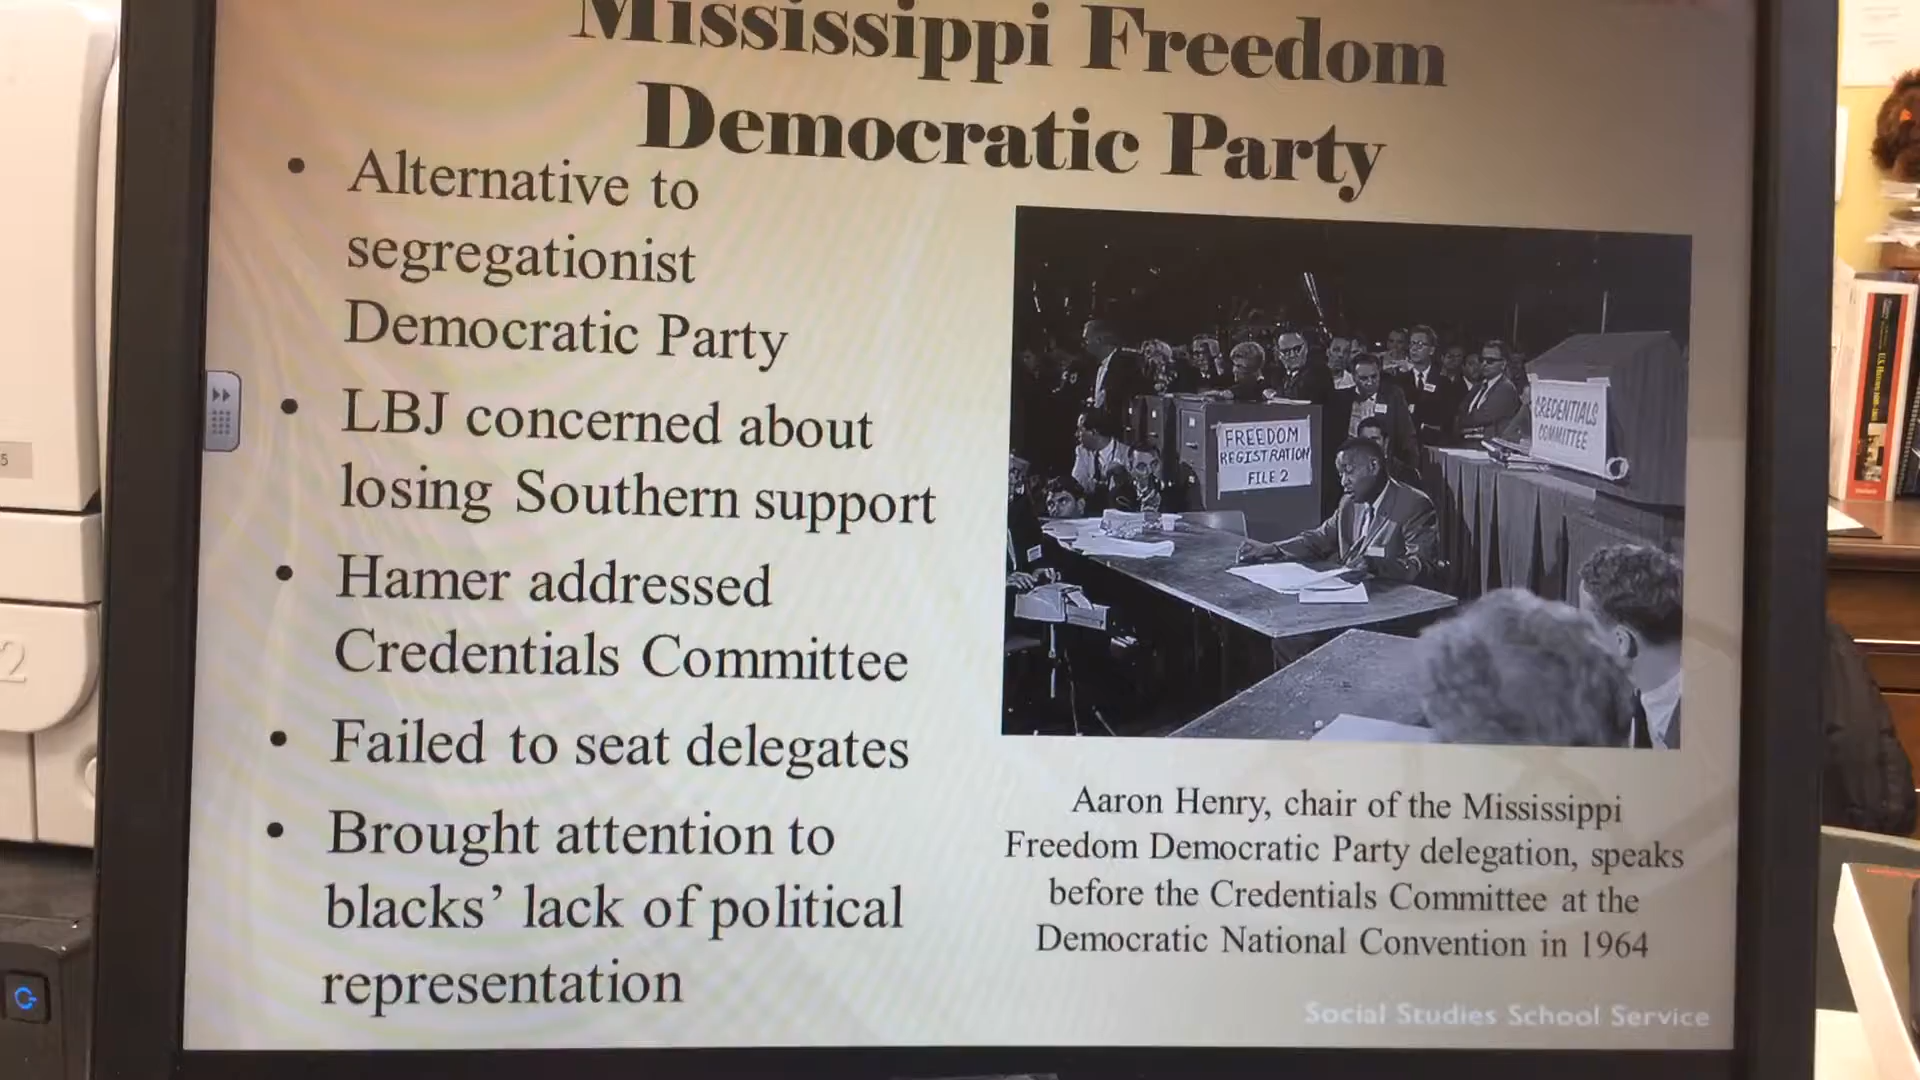 Mississippi Freedom
Democratic Party
• Alternative to
segregationist
Democratic Party
• LBJ concerned about
losing Southern support
• Hamer addressed
Credentials Committee
• Failed to seat delegates
• Brought attention to
blacks’ lack of political
representation
FREEDOM
REGISTRATION
FILE 2
CREDENTIALS
COMMITTEE
Aaron Henry, chair of the Mississippi
Freedom Democratic Party delegation, speaks
before the Credentials Committee at the
Democratic National Convention in 1964
Social Studies School Service
5
2